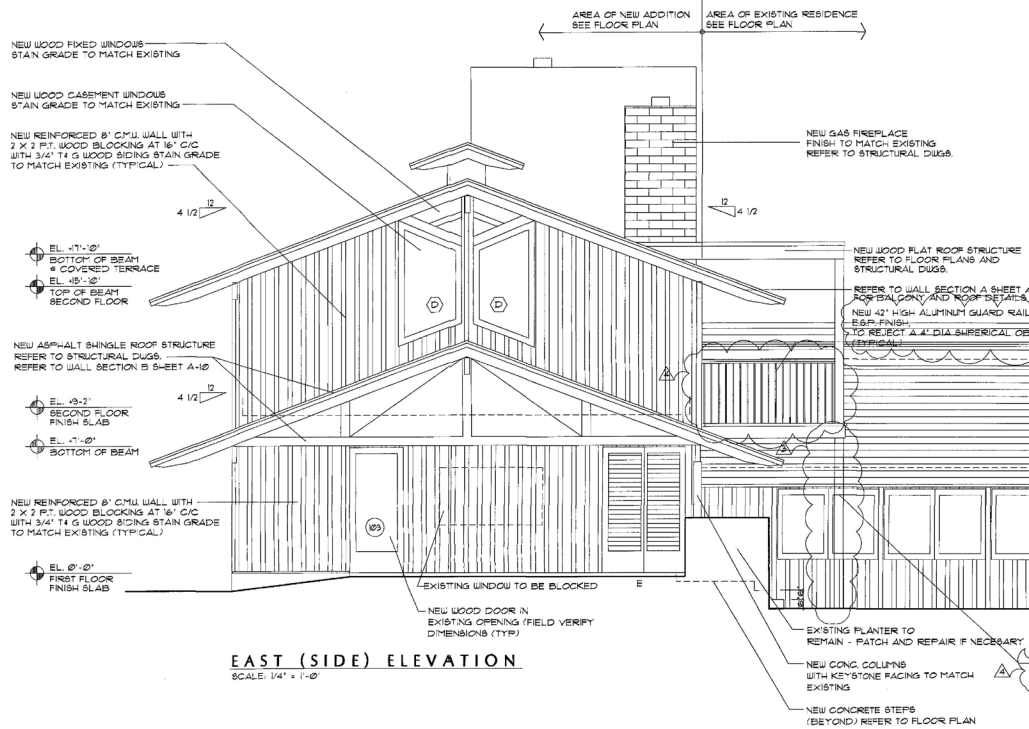 AREA OF NEW ADDITION
SEE FLOOR PLAN
AREA OF EXISTING RESIDENCE
SEE FLOOR PLAN
NEW WOOD FIXED WINDOWS
STAIN GRADE TO MATCH EXISTING
NEW WOOD CASEMENT WINDOWS
STAIN GRADE TO MATCH EXISTING
NEW REINFORCED 8" C.M.U. WALL WITH
2 X 2 P.T. WOOD BLOCKING AT 16" C/C
WITH 3/4" T&G WOOD SIDING STAIN GRADE
TO MATCH EXISTING (TYPICAL)
NEW GAS FIREPLACE
FINISH TO MATCH EXISTING
REFER TO STRUCTURAL DWGS.
12
4 1/2
12
4 1/2
EL. +17'-10"
BOTTOM OF BEAM
@ COVERED TERRACE
EL. +15'-10"
TOP OF BEAM
SECOND FLOOR
NEW WOOD FLAT ROOF STRUCTURE
REFER TO FLOOR PLANS AND
STRUCTURAL DWGS.
REFER TO WALL SECTION A SHEET A
FOR BALCONY AND ROOF DETAILS
NEW 42" HIGH ALUMINUM GUARD RAIL
E.S.P. FINISH,
TO REJECT A 4" DIA SHPERICAL OB
(TYPICAL)
D
D
NEW ASPHALT SHINGLE ROOF STRUCTURE
REFER TO STRUCTURAL DWGS.
REFER TO WALL SECTION B SHEET A-10
12
4 1/2
EL. +9'-2"
SECOND FLOOR
FINISH SLAB
EL. +7'-0"
BOTTOM OF BEAM
NEW REINFORCED 8" C.M.U. WALL WITH
2 X 2 P.T. WOOD BLOCKING AT 16" C/C
WITH 3/4" T&G WOOD SIDING STAIN GRADE
TO MATCH EXISTING (TYPICAL)
103
EL. 0'-0"
FIRST FLOOR
FINISH SLAB
EXISITING WINDOW TO BE BLOCKED
E
NEW WOOD DOOR IN
EXISTING OPENING (FIELD VERIFY
DIMENSIONS (TYP)
EXISTING PLANTER TO
REMAIN - PATCH AND REPAIR IF NECESSARY
4
NEW CONC. COLUMNS
WITH KEYSTONE FACING TO MATCH
EXISTING
NEW CONCRETE STEPS
(BEYOND) REFER TO FLOOR PLAN
EAST (SIDE) ELEVATION
SCALE: 1/4" = 1'-0"